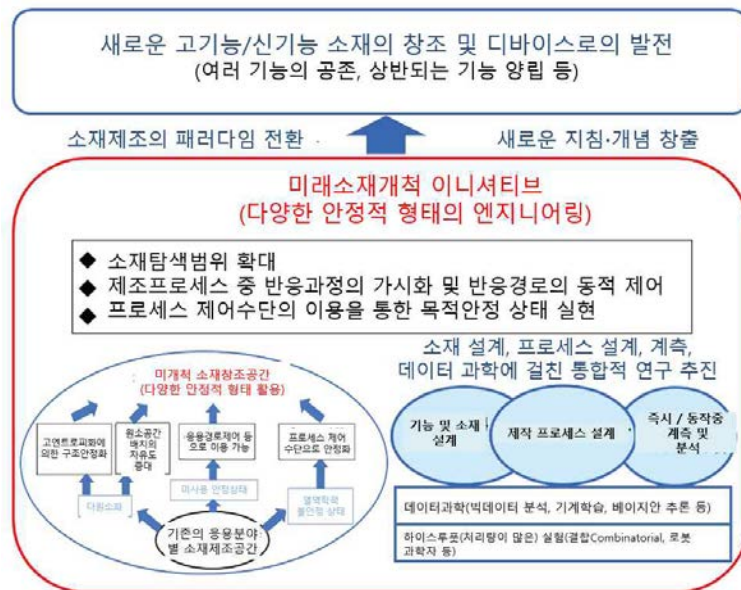 새로운 고기능/신기능 소재의 창조 및 디바이스로의 발전
(여러 기능의 공존, 상반되는 기능 양립 등)
소재제조의 패러다임 전환
새로운 지침·개념 창출
미래소재개척 이니셔티브
(다양한 안정적 형태의 엔지니어링)
◆ 소재탐색범위 확대
◆ 제조프로세스 중 반응과정의 가시화 및 반응경로의 동적 제어
◆ 프로세스 제어수단의 이용을 통한 목적안정 상태 실현
소재 설계, 프로세스 설계, 계측,
데이터 과학에 걸친 통합적 연구 추진
미개척 소재창조공간
(다양한 안정적 형태 활용)
고엔트로피화에
의한 구조안정화
원소공간
배치의
자유도
증대
응용경로제어 등
으로 이용 가능
프로세스 제어
수단으로 안정화
다원소화
미사용 안정상태
열역학적
불안정 상태
기존의 응용분야
별 소재제조공간
기능 및 소재
설계
제작 프로세스 설계
즉시 / 동작중
계측 및
분석
데이터과학(빅데이터 분석, 기계학습, 베이지안 추론 등)
하이스루풋(처리량이 많은) 실험(결합Combinatorial, 로봇
과학자 등)